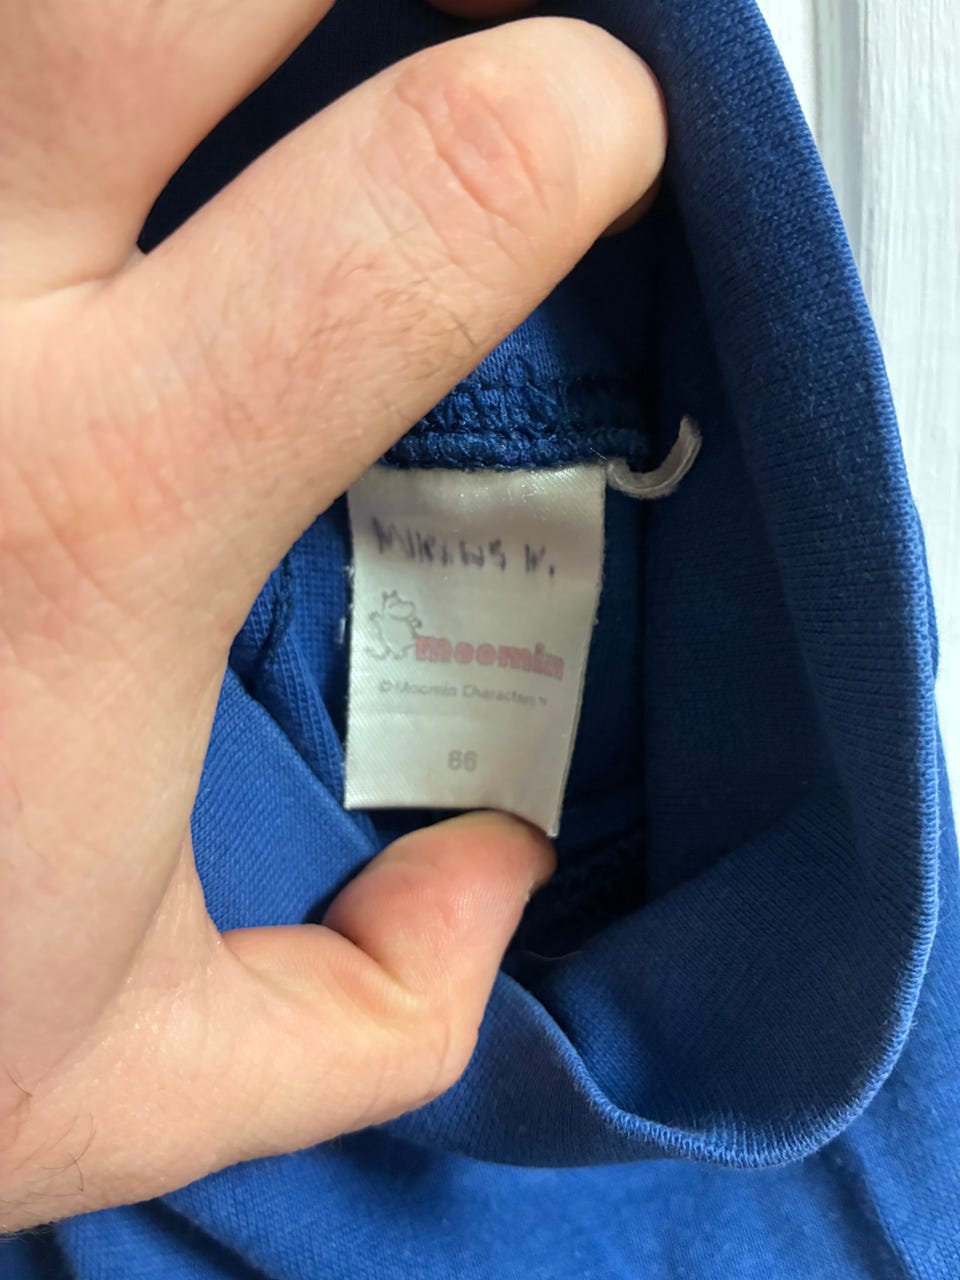 moomin
© Moomin Characters ™
86